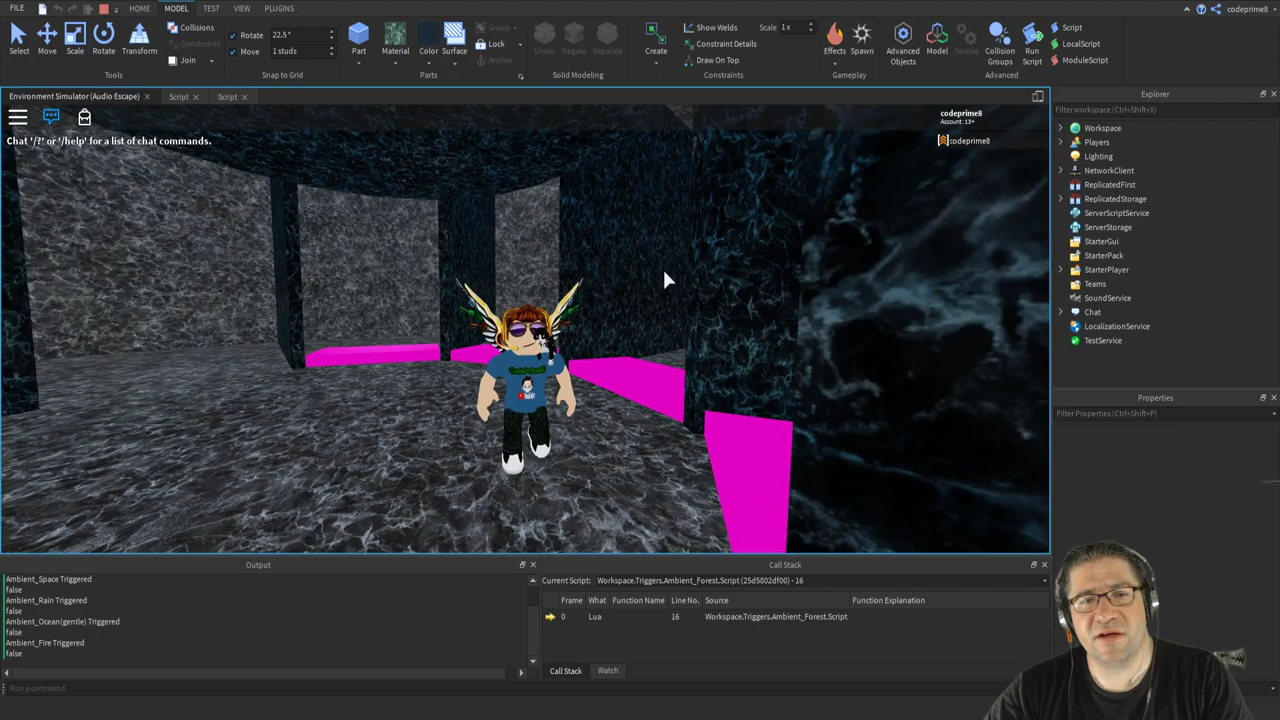 FILE
HOME
MODEL
TEST
VIEW
PLUGINS
codeprime8
Select
Move
Scale
Rotate
Transform
Collisions
Constraints
Join
Tools
Rotate
22.5°
Move
1 studs
Snap to Grid
Part
Material
Color
Surface
Group
Lock
Anchor
Parts
Union
Negate
Separate
Solid Modeling
Create
Show Welds
Scale
1x
Constraint Details
Draw On Top
Constraints
Effects
Spawn
Gameplay
Advanced Objects
Model
Service
Collision Groups
Run Script
Script
LocalScript
ModuleScript
Advanced
Environment Simulator (Audio Escape)
Script
Script
Chat '/?' or '/help' for a list of chat commands.
codeprime8
Account: 13+
codeprime8
Explorer
Filter workspace (Ctrl+Shift+X)
Workspace
Players
Lighting
NetworkClient
ReplicatedFirst
ReplicatedStorage
ServerScriptService
ServerStorage
StarterGui
StarterPack
StarterPlayer
Teams
SoundService
Chat
LocalizationService
TestService
Properties
Filter Properties (Ctrl+Shift+P)
Output
Ambient_Space Triggered
false
Ambient_Rain Triggered
false
Ambient_Ocean(gentle) Triggered
false
Ambient_Fire Triggered
false
Call Stack
Current Script:
Workspace.Triggers.Ambient_Forest.Script (25d5802df00) - 16
Frame
What
Function Name
Line No.
Source
Function Explanation
0
Lua
16
Workspace.Triggers.Ambient_Forest.Script
Call Stack
Watch
Run a command